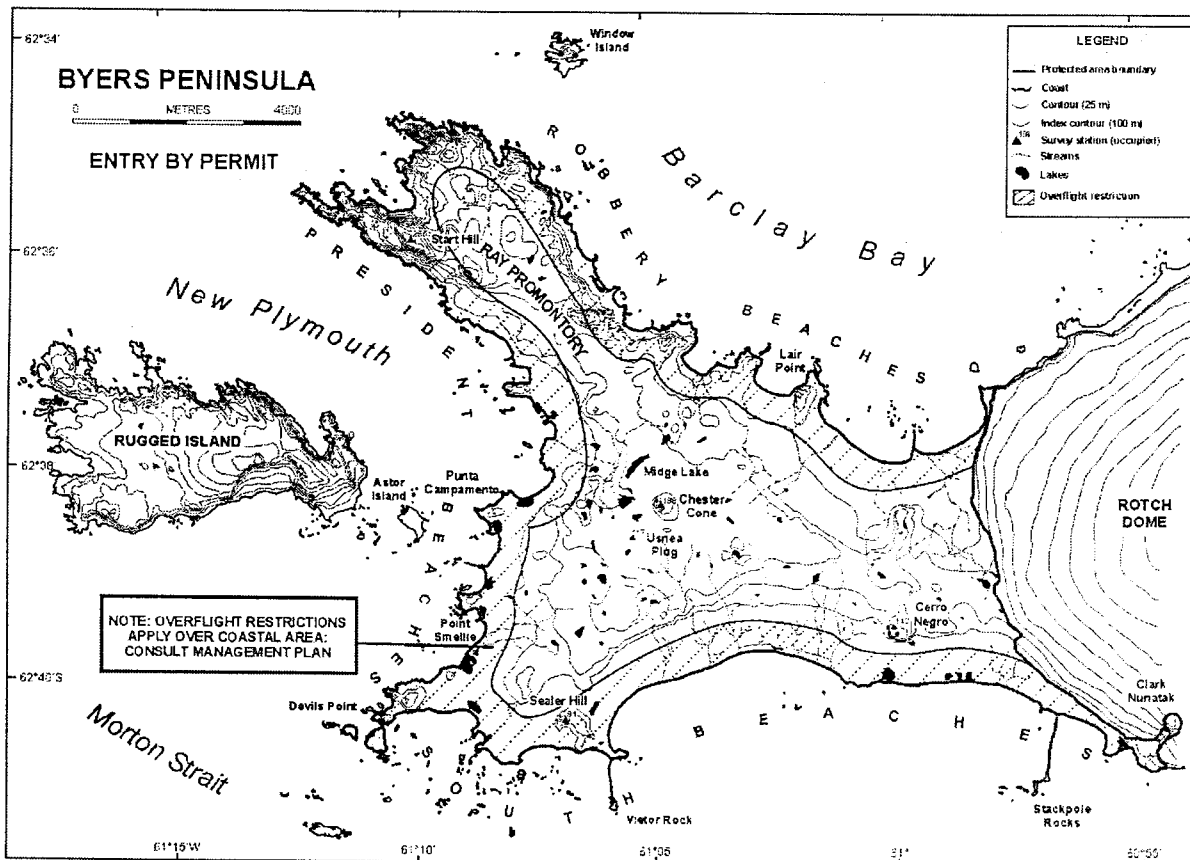 62°34'
BYERS PENINSULA
0 METRES 4000
ENTRY BY PERMIT
Window
Island
LEGEND
Protected area boundary
Coast
Contour (25 m)
Index contour (100 m)
Survey station (occupied)
Streams
Lakes
Overflight restriction
ROBBERY BEACHES
Barclay Bay
62°36'
Start Hill
RAY PROMONTORY
PRESIDENT BEACHES
New Plymouth
Lair
Point
RUGGED ISLAND
62°38'
Astor
Island
Punta
Campamento
Midge Lake
Chester
Cone
Usnea
Plug
ROTCH
DOME
NOTE: OVERFLIGHT RESTRICTIONS
APPLY OVER COASTAL AREA:
CONSULT MANAGEMENT PLAN
Point
Smellie
Cerro
Negro
62°40'S
Devils Point
Sealer Hill
Clark
Nunatak
Morton Strait
SOUTH BEACHES
Vietor Rock
Stackpole
Rocks
61°15'W
61°10'
61°05'
61°
60°55'